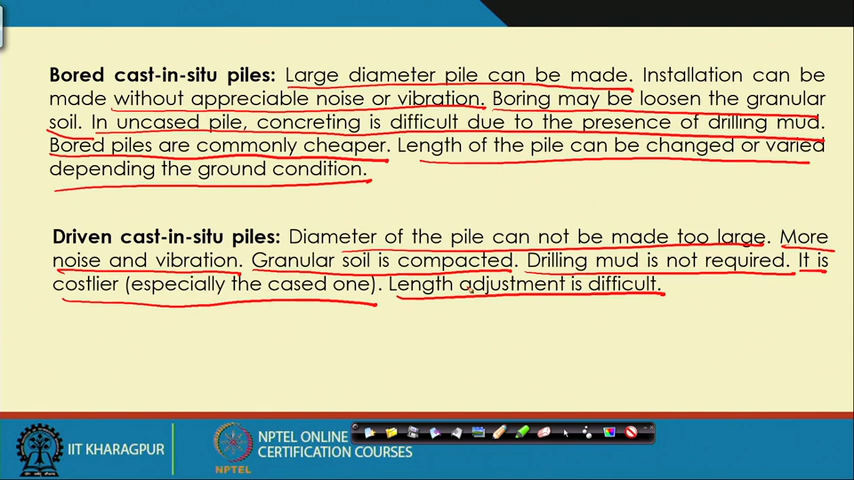 Bored cast-in-situ piles: Large diameter pile can be made. Installation can be
made without appreciable noise or vibration. Boring may be loosen the granular
soil. In uncased pile, concreting is difficult due to the presence of drilling mud.
Bored piles are commonly cheaper. Length of the pile can be changed or varied
depending the ground condition.
Driven cast-in-situ piles: Diameter of the pile can not be made too large. More
noise and vibration. Granular soil is compacted. Drilling mud is not required. It is
costlier (especially the cased one). Length adjustment is difficult.
IIT KHARAGPUR
NPTEL
NPTEL ONLINE
CERTIFICATION COURSES